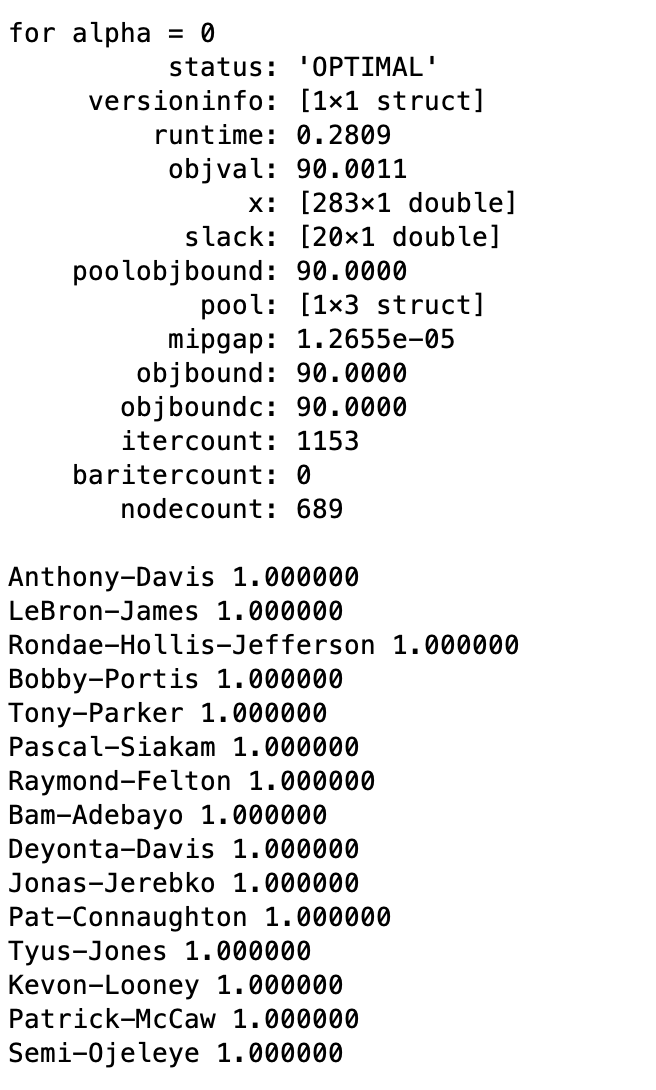 for alpha = 0
status: 'OPTIMAL'
versioninfo: [1×1 struct]
runtime: 0.2809
objval: 90.0011
x: [283×1 double]
slack: [20×1 double]
poolobjbound: 90.0000
pool: [1×3 struct]
mipgap: 1.2655e-05
objbound: 90.0000
objboundc: 90.0000
itercount: 1153
baritercount: 0
nodecount: 689
Anthony-Davis 1.000000
LeBron-James 1.000000
Rondae-Hollis-Jefferson 1.000000
Bobby-Portis 1.000000
Tony-Parker 1.000000
Pascal-Siakam 1.000000
Raymond-Felton 1.000000
Bam-Adebayo 1.000000
Deyonta-Davis 1.000000
Jonas-Jerebko 1.000000
Pat-Connaughton 1.000000
Tyus-Jones 1.000000
Kevon-Looney 1.000000
Patrick-McCaw 1.000000
Semi-Ojeleye 1.000000